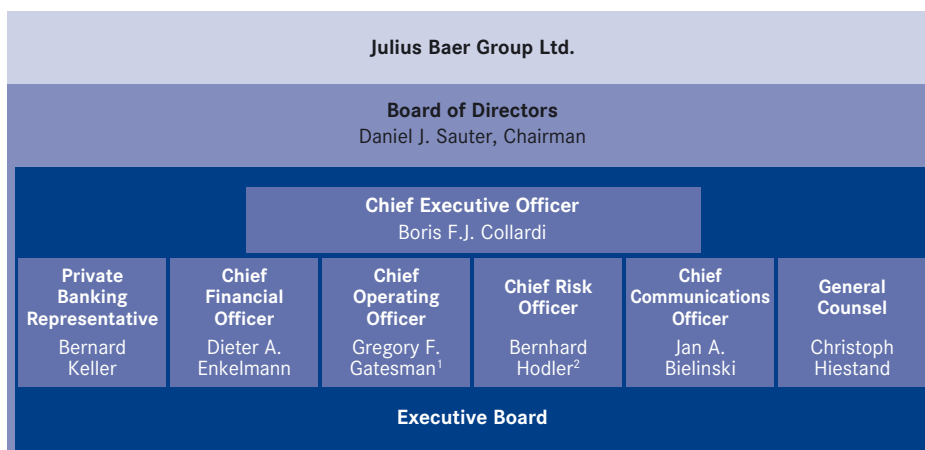 Julius Baer Group Ltd.
Board of Directors
Daniel J. Sauter, Chairman
Chief Executive Officer
Boris F.J. Collardi
Private
Banking
Representative
Bernard
Keller
Chief
Financial
Officer
Dieter A.
Enkelmann
Chief
Operating
Officer
Gregory F.
Gatesman¹
Chief Risk
Officer
Bernhard
Hodler²
Chief
Communications
Officer
Jan A.
Bielinski
General
Counsel
Christoph
Hiestand
Executive Board